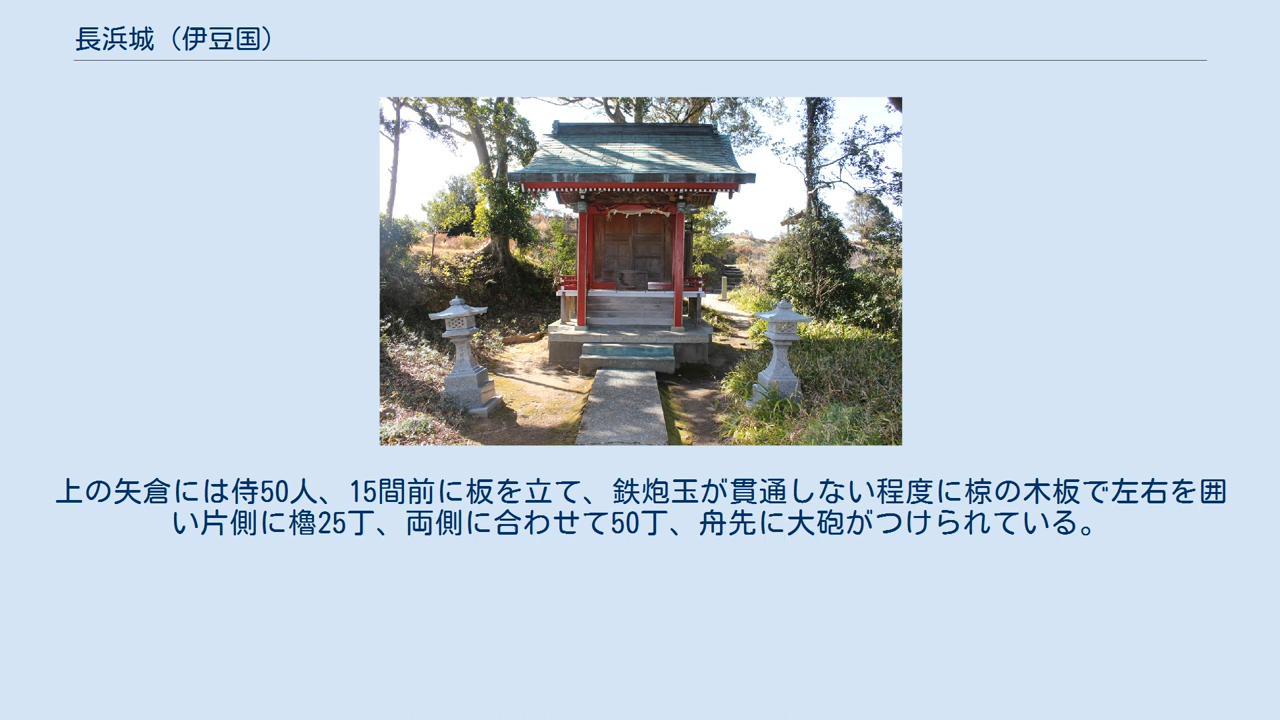 長浜城（伊豆国）
上の矢倉には侍50人、15間前に板を立て、鉄炮玉が貫通しない程度に椋の木板で左右を囲
い片側に櫓25丁、両側に合わせて50丁、舟先に大砲がつけられている。